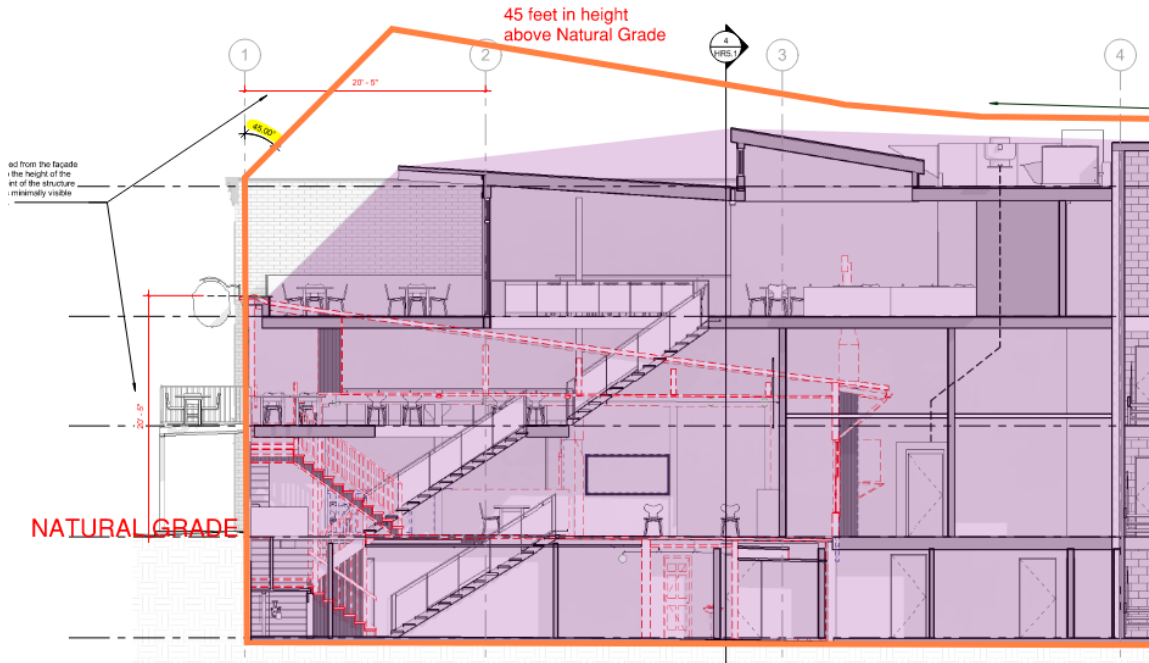 45 feet in height
above Natural Grade
1
2
4
HR5.1
3
4
20' - 5"
45.00°
ed from the façade
the height of the
int of the structure
minimally visible
20' - 5"
NATURAL GRADE